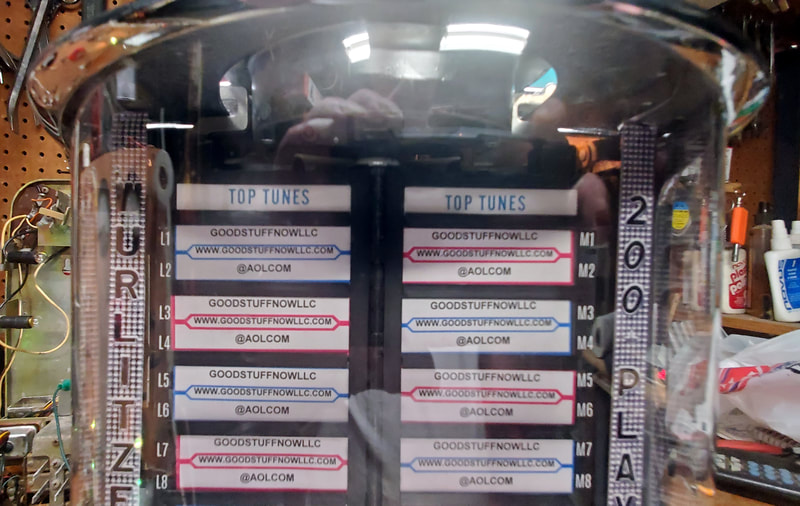 TOP TUNES
L1
GOODSTUFFNOWLLC
WWW.GOODSTUFFNOWLLC.COM
L2
@AOLCOM
L3
GOODSTUFFNOWLLC
WWW.GOODSTUFFNOWLLC.COM
L4
@AOLCOM
L5
GOODSTUFFNOWLLC
WWW.GOODSTUFFNOWLLC.COM
L6
@AOLCOM
L7
GOODSTUFFNOWLLC
WWW.GOODSTUFFNOWLLC.COM
L8
@AOLCOM
TOP TUNES
GOODSTUFFNOWLLC
M1
WWW.GOODSTUFFNOWLLC.COM
@AOLCOM
M2
GOODSTUFFNOWLLC
M3
WWW.GOODSTUFFNOWLLC.COM
@AOLCOM
M4
GOODSTUFFNOWLLC
M5
WWW.GOODSTUFFNOWLLC.COM
@AOLCOM
M6
GOODSTUFFNOWLLC
M7
WWW.GOODSTUFFNOWLLC.COM
@AOLCOM
M8
WURLITZE
200 PLAY